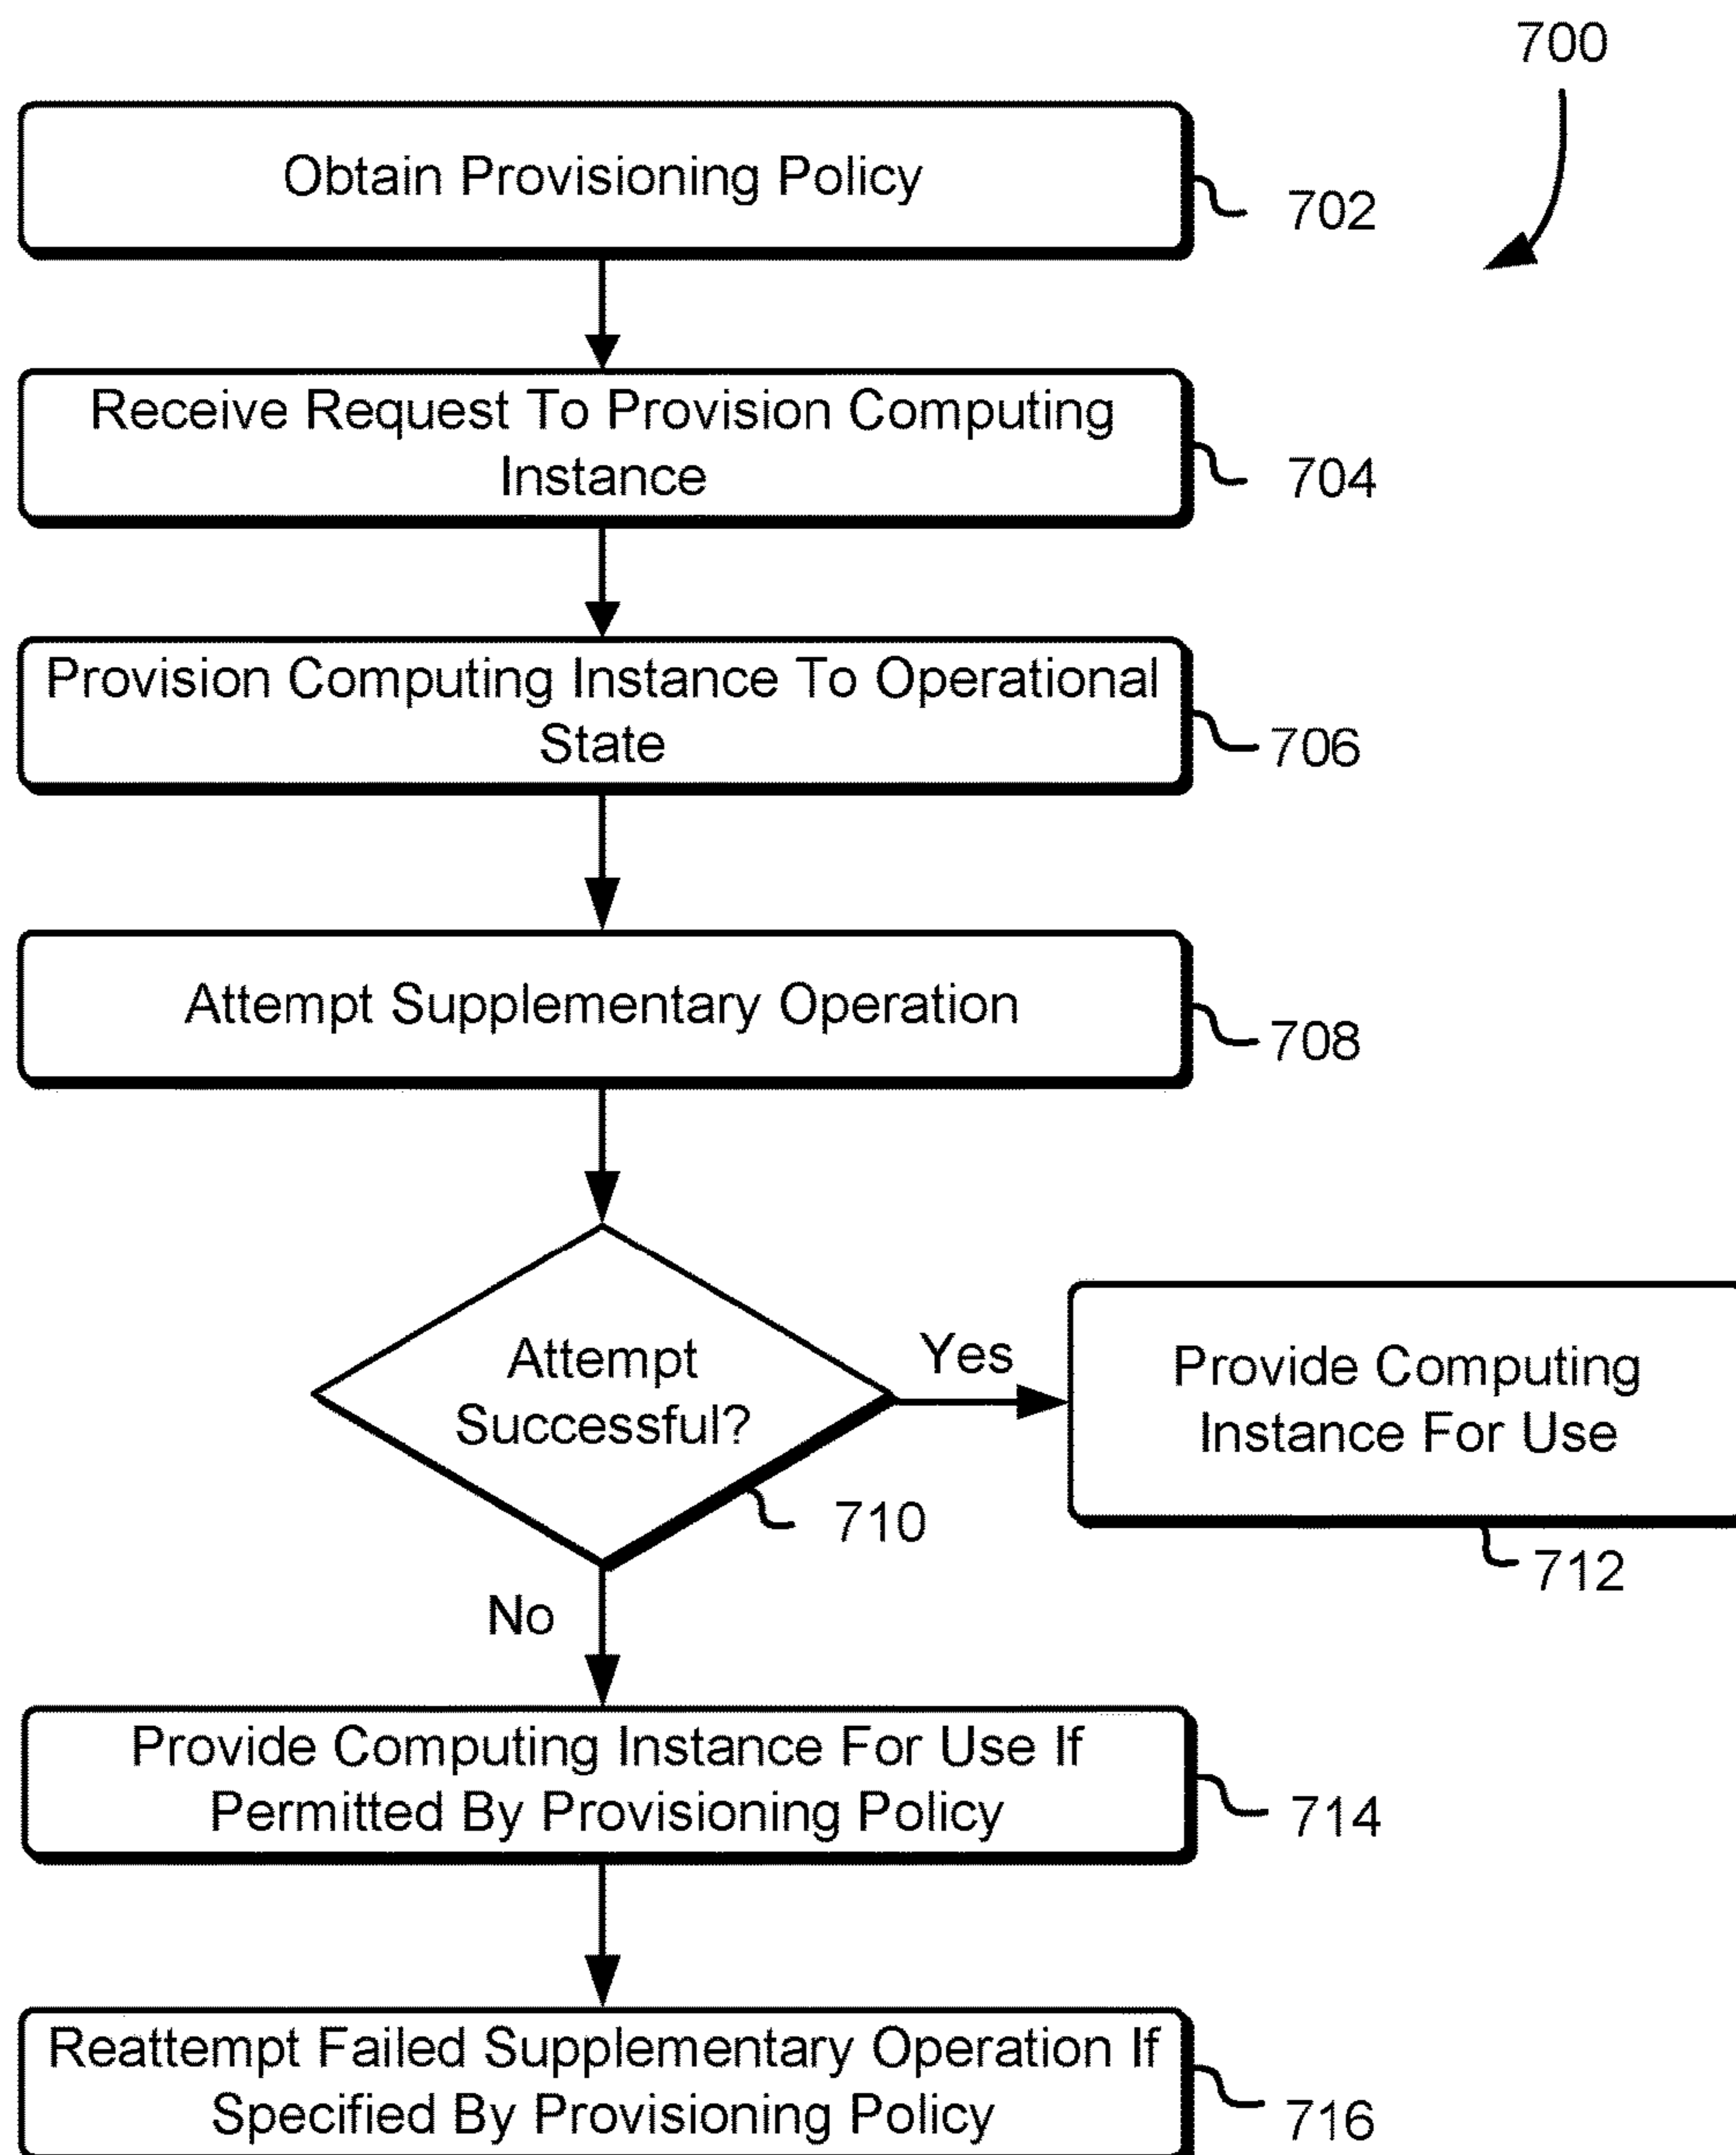 700
Obtain Provisioning Policy
702
Receive Request To Provision Computing
Instance
704
Provision Computing Instance To Operational
State
706
Attempt Supplementary Operation
708
Attempt
Successful?
710
Yes
Provide Computing
Instance For Use
712
No
Provide Computing Instance For Use If
Permitted By Provisioning Policy
714
Reattempt Failed Supplementary Operation If
Specified By Provisioning Policy
716